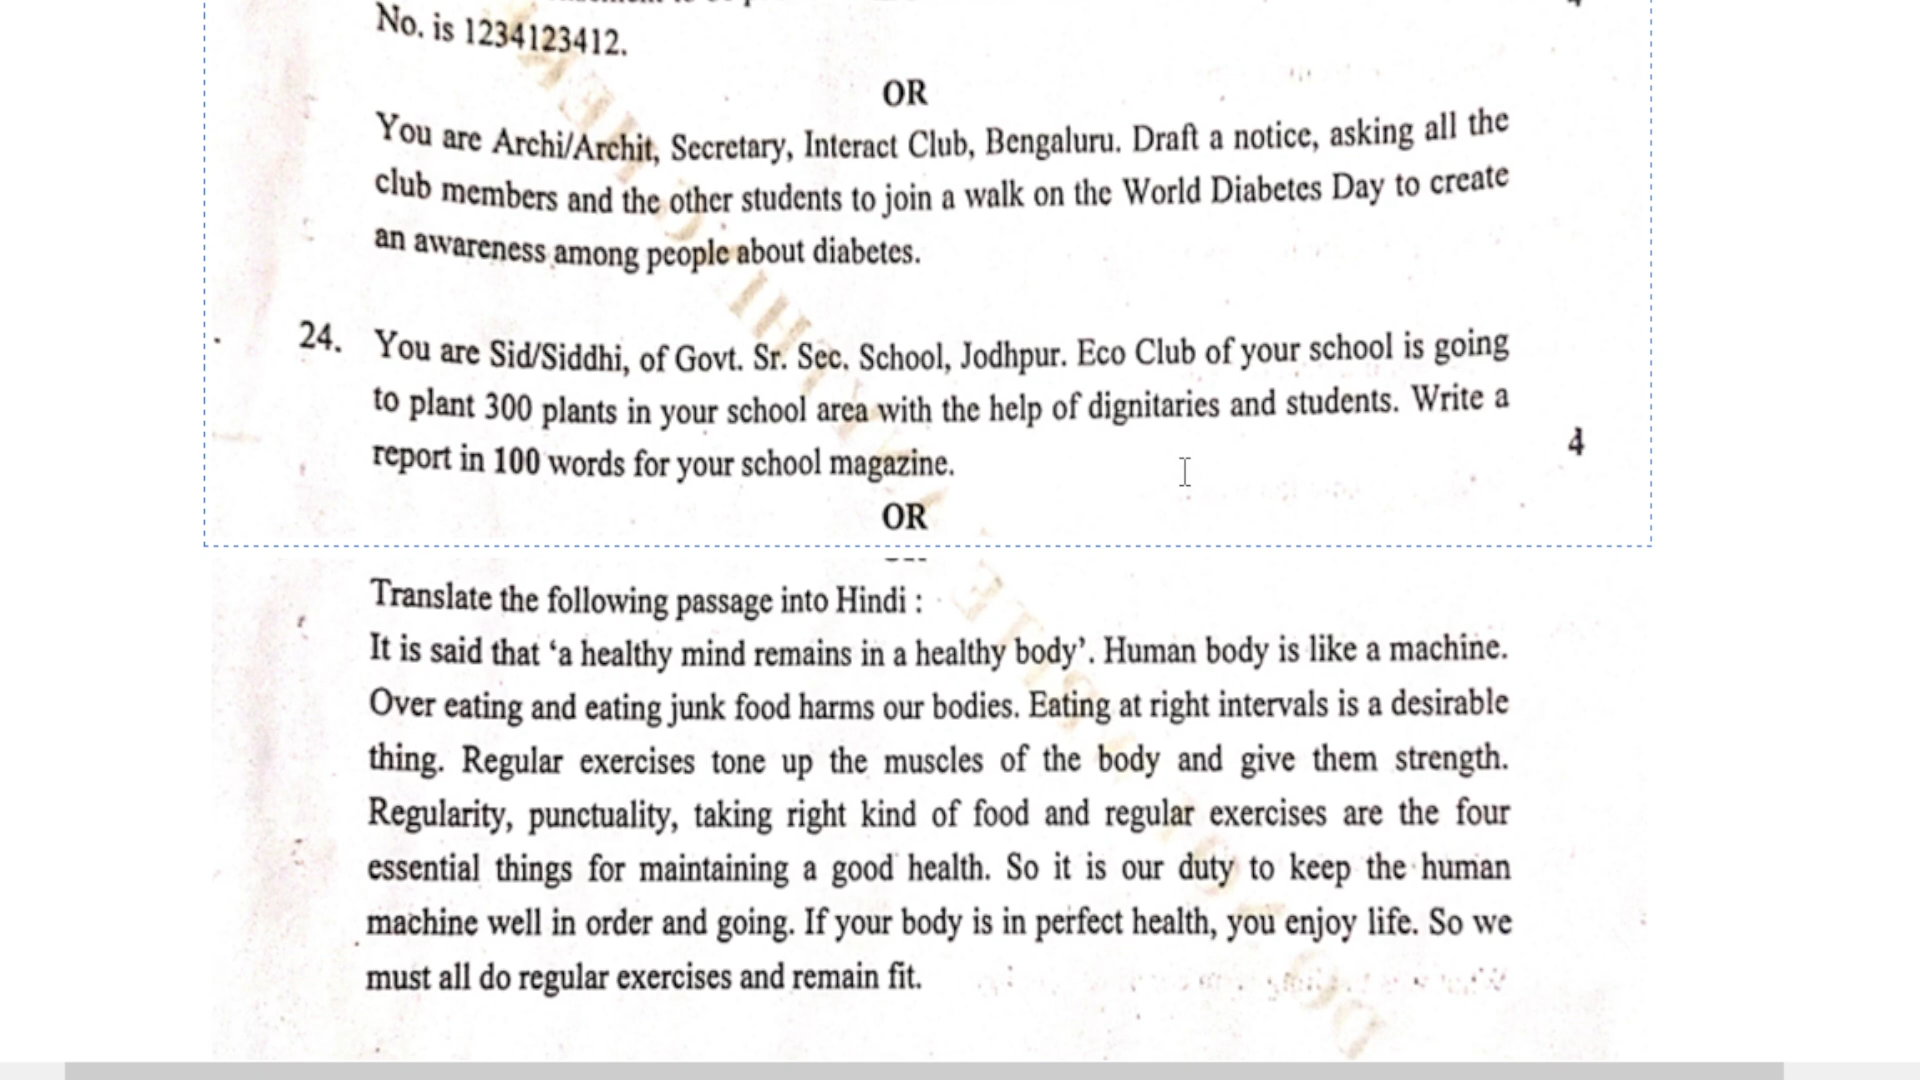 No. is 1234123412.
OR
You are Archi/Archit, Secretary, Interact Club, Bengaluru. Draft a notice, asking all the
club members and the other students to join a walk on the World Diabetes Day to create
an awareness among people about diabetes.
24. You are Sid/Siddhi, of Govt. Sr. Sec. School, Jodhpur. Eco Club of your school is going
to plant 300 plants in your school area with the help of dignitaries and students. Write a
report in 100 words for your school magazine.
4
OR
Translate the following passage into Hindi :
It is said that ‘a healthy mind remains in a healthy body’. Human body is like a machine.
Over eating and eating junk food harms our bodies. Eating at right intervals is a desirable
thing. Regular exercises tone up the muscles of the body and give them strength.
Regularity, punctuality, taking right kind of food and regular exercises are the four
essential things for maintaining a good health. So it is our duty to keep the human
machine well in order and going. If your body is in perfect health, you enjoy life. So we
must all do regular exercises and remain fit.